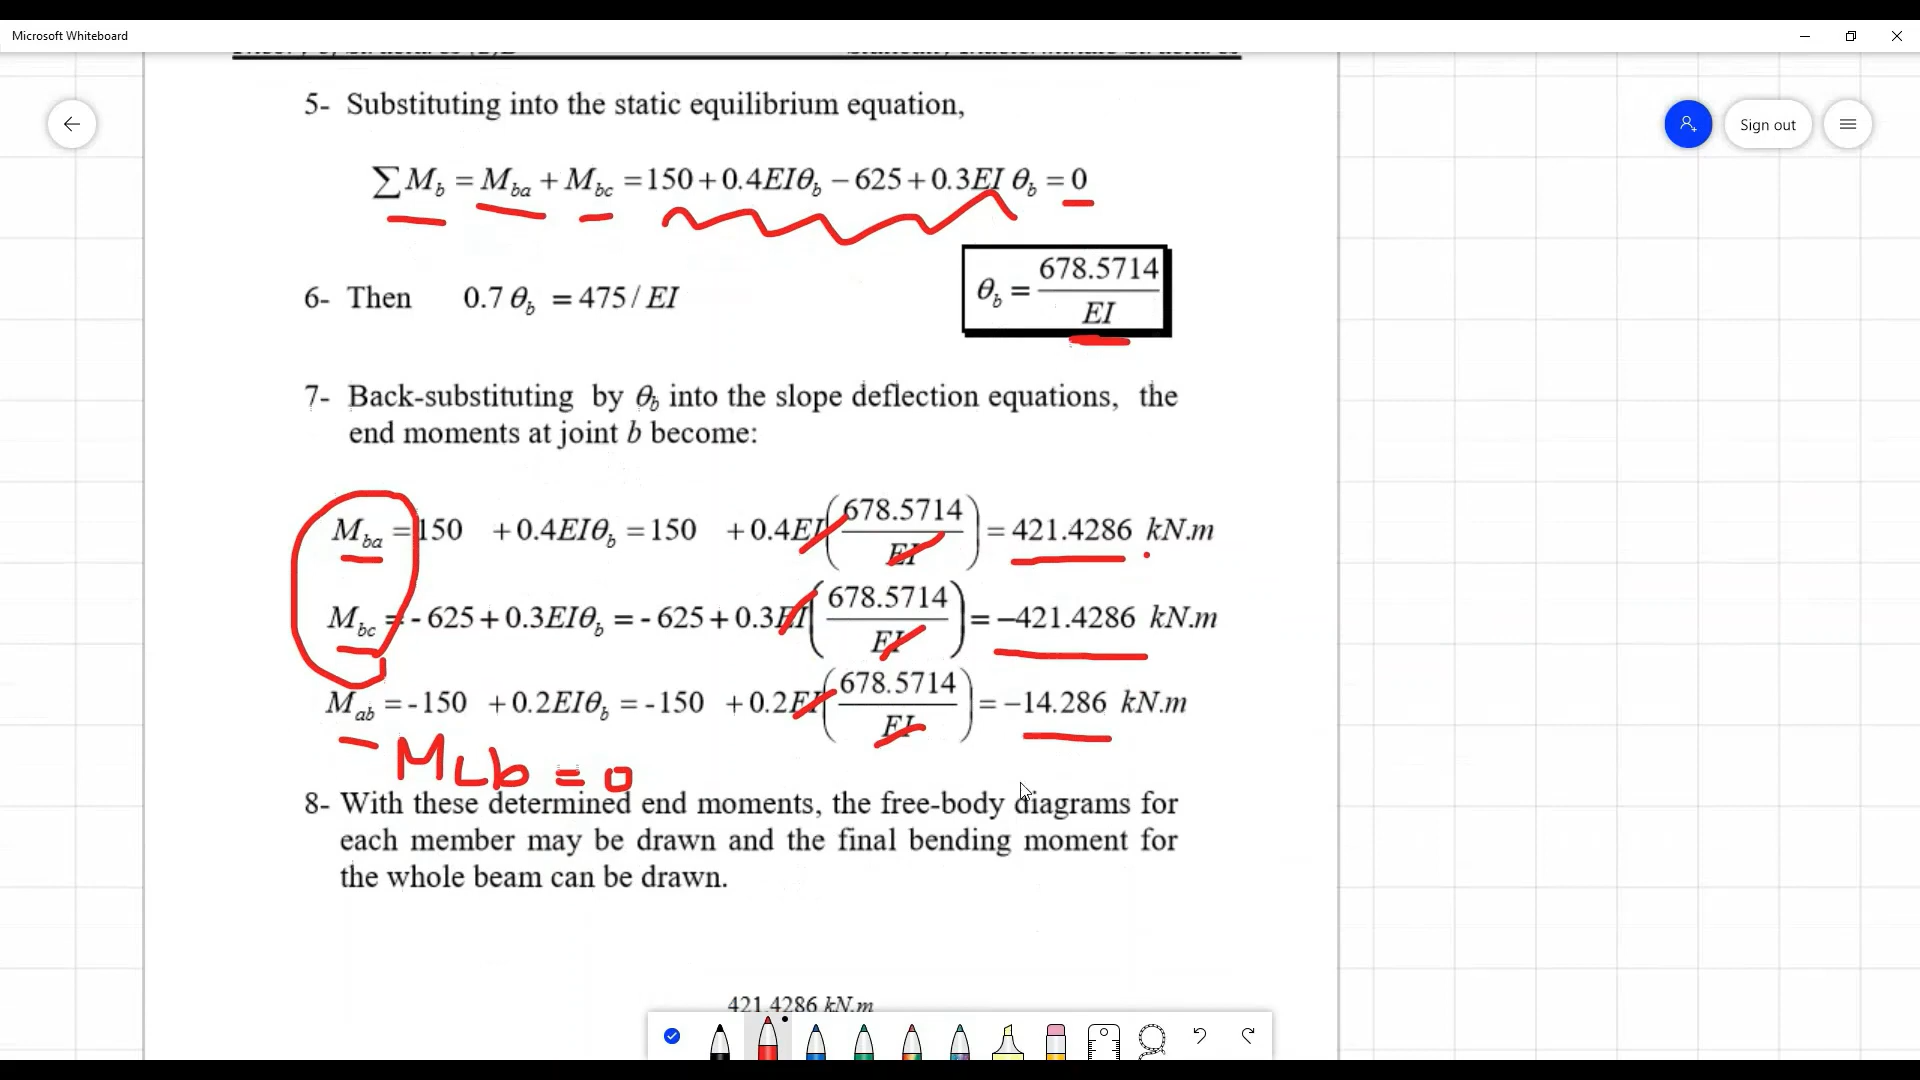 Microsoft Whiteboard
Sign out
5- Substituting into the static equilibrium equation,
∑M_b = M_ba + M_bc = 150 + 0.4EIθ_b − 625 + 0.3EI θ_b = 0
6- Then 0.7 θ_b = 475 / EI
θ_b = 678.5714 / EI
7- Back-substituting by θ_b into the slope deflection equations, the
end moments at joint b become:
M_ba = 150 + 0.4EIθ_b = 150 + 0.4EI(678.5714 / EI) = 421.4286 kN.m
M_bc = - 625 + 0.3EIθ_b = - 625 + 0.3EI(678.5714 / EI) = −421.4286 kN.m
M_ab = -150 + 0.2EIθ_b = -150 + 0.2EI(678.5714 / EI) = −14.286 kN.m
Mcb = 0
8- With these determined end moments, the free-body diagrams for
each member may be drawn and the final bending moment for
the whole beam can be drawn.
421.4286 kN.m